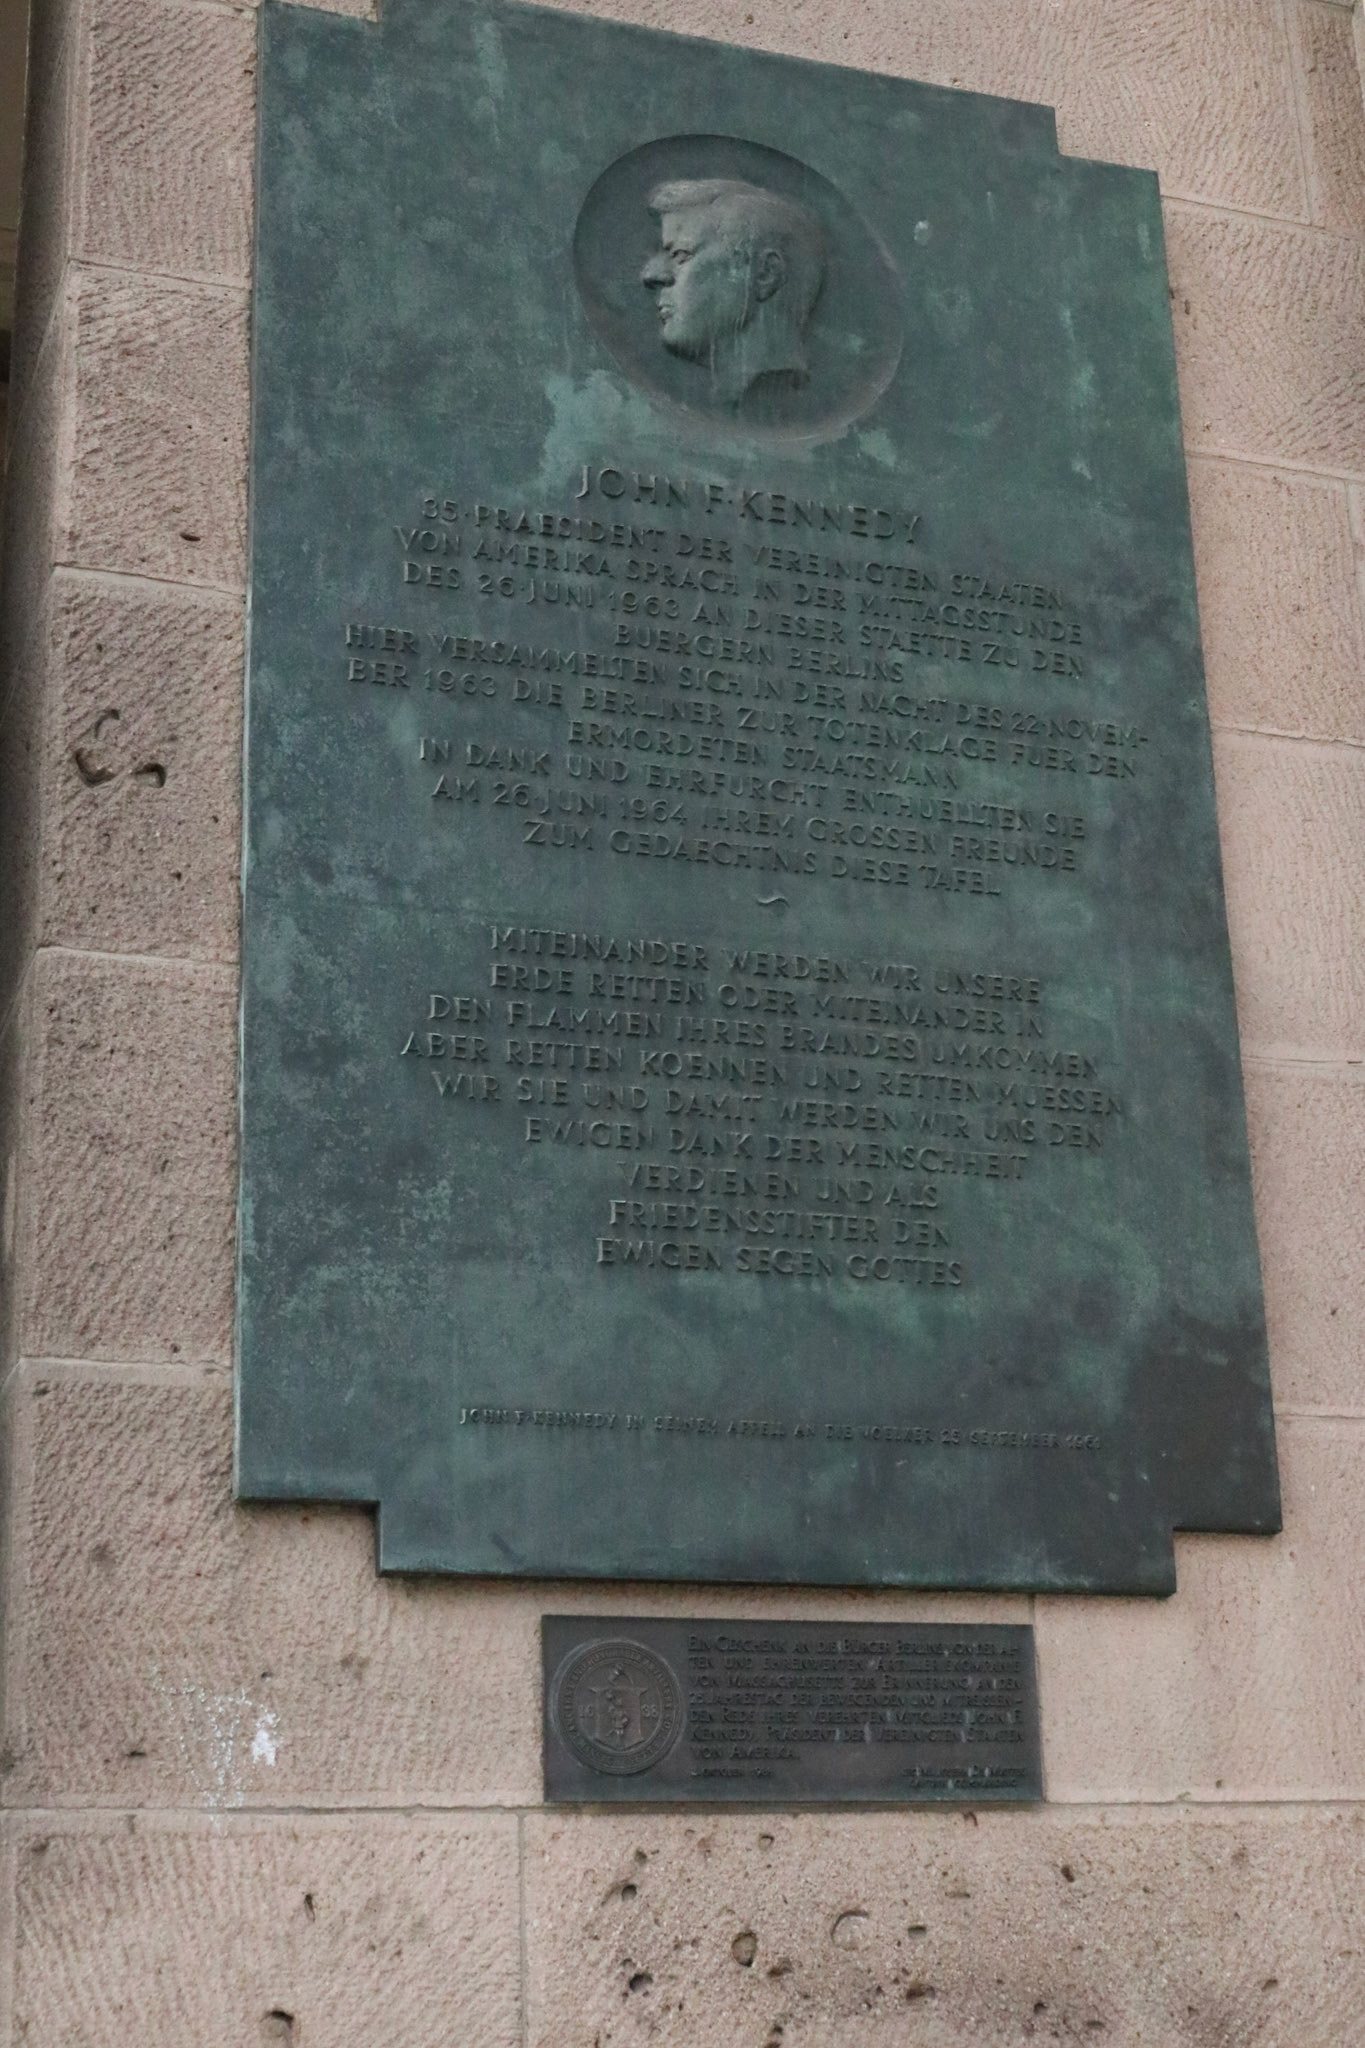 JOHN F·KENNEDY
35·PRAESIDENT DER VEREINIGTEN STAATEN
VON AMERIKA SPRACH IN DER MITTAGSSTUNDE
DES 26·JUNI 1963 AN DIESER STAETTE ZU DEN
BUERGERN BERLINS
HIER VERSAMMELTEN SICH IN DER NACHT DES 22·NOVEM-
BER 1963 DIE BERLINER ZUR TOTENKLAGE FUER DEN
ERMORDETEN STAATSMANN
IN DANK UND EHRFURCHT ENTHUELLTEN SIE
AM 26·JUNI 1964 IHREM GROSSEN FREUNDE
ZUM GEDAECHTNIS DIESE TAFEL
~
MITEINANDER WERDEN WIR UNSERE
ERDE RETTEN ODER MITEINANDER IN
DEN FLAMMEN IHRES BRANDES UMKOMMEN·
ABER RETTEN KOENNEN UND RETTEN MUESSEN
WIR SIE UND DAMIT WERDEN WIR UNS DEN
EWIGEN DANK DER MENSCHHEIT
VERDIENEN UND ALS
FRIEDENSSTIFTER DEN
EWIGEN SEGEN GOTTES
JOHN F·KENNEDY IN SEINEM APPELL AN DIE VOELKER 25·SEPTEMBER 1961
1638
EIN GESCHENK AN DIE BÜRGER BERLINS VON DER AL-
TEN UND EHRENWERTEN ARTILLERIEKOMPANIE
VON MASSACHUSETTS ZUR ERINNERUNG AN DEN
25. JAHRESTAG DER BEWEGENDEN UND MITREISSEN-
DEN REDE IHRES VEREHRTEN MITGLIEDS JOHN F.
KENNEDY, PRÄSIDENT DER VEREINIGTEN STAATEN
VON AMERIKA.
OKTOBER
CAPTAIN COMMANDING